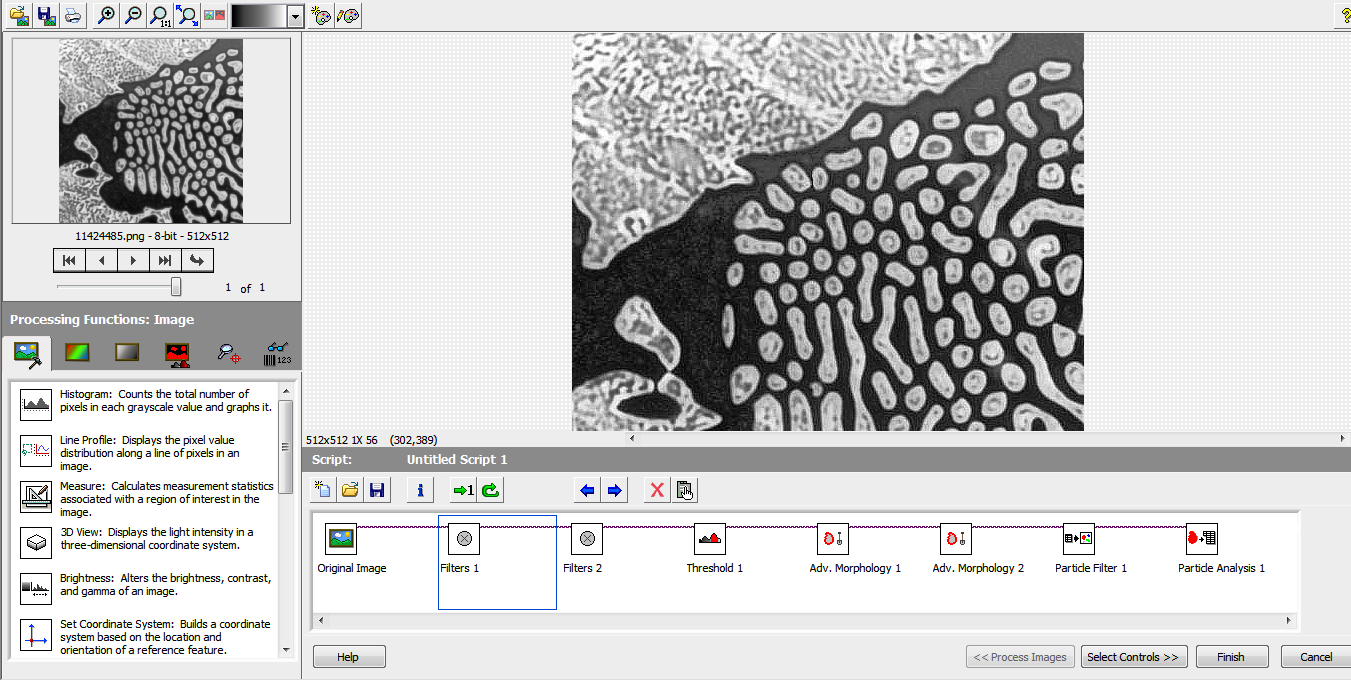 1:1
11424485.png - 8-bit - 512x512
1 of 1
Processing Functions: Image
123
Histogram: Counts the total number of
pixels in each grayscale value and graphs it.
Line Profile: Displays the pixel value
distribution along a line of pixels in an
image.
Measure: Calculates measurement statistics
associated with a region of interest in the
image.
3D View: Displays the light intensity in a
three-dimensional coordinate system.
Brightness: Alters the brightness, contrast,
and gamma of an image.
Set Coordinate System: Builds a coordinate
system based on the location and
orientation of a reference feature.
512x512 1X 56 (302,389)
Script: Untitled Script 1
1
Original Image
Filters 1
Filters 2
Threshold 1
Adv. Morphology 1
Adv. Morphology 2
Particle Filter 1
Particle Analysis 1
Help
<< Process Images
Select Controls >>
Finish
Cancel